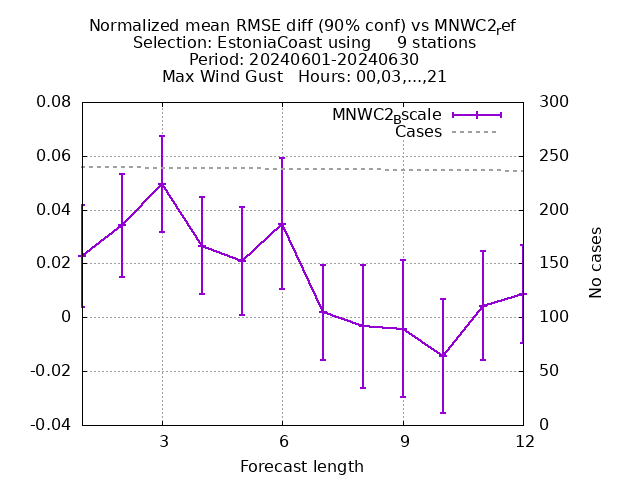 Normalized mean RMSE diff (90% conf) vs MNWC2_ref
Selection: EstoniaCoast using 9 stations
Period: 20240601-20240630
Max Wind Gust Hours: 00,03,...,21
MNWC2_Bscale
Cases
0.08
0.06
0.04
0.02
0
-0.02
-0.04
300
250
200
150
100
50
0
No cases
3
6
9
12
Forecast length